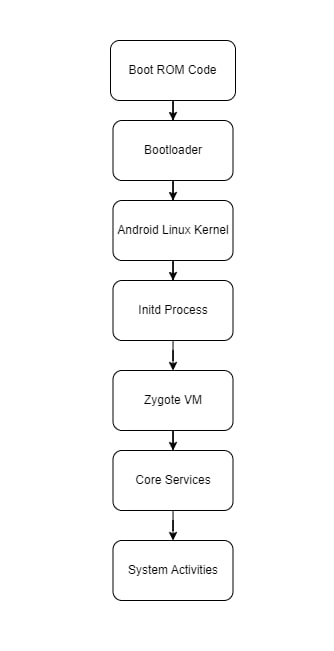 Boot ROM Code
Bootloader
Android Linux Kernel
Initd Process
Zygote VM
Core Services
System Activities